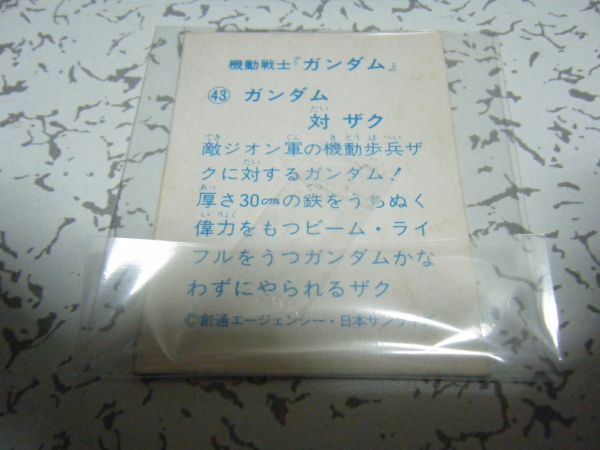 機動戦士『ガンダム』
㊸ ガンダム
対 ザク
敵ジオン軍の機動歩兵ザ
クに対するガンダム！
厚さ30cmの鉄をうちぬく
偉力をもつビーム・ライ
フルをうつガンダムかな
わずにやられるザク
©創通エージェンシー・日本サンライズ